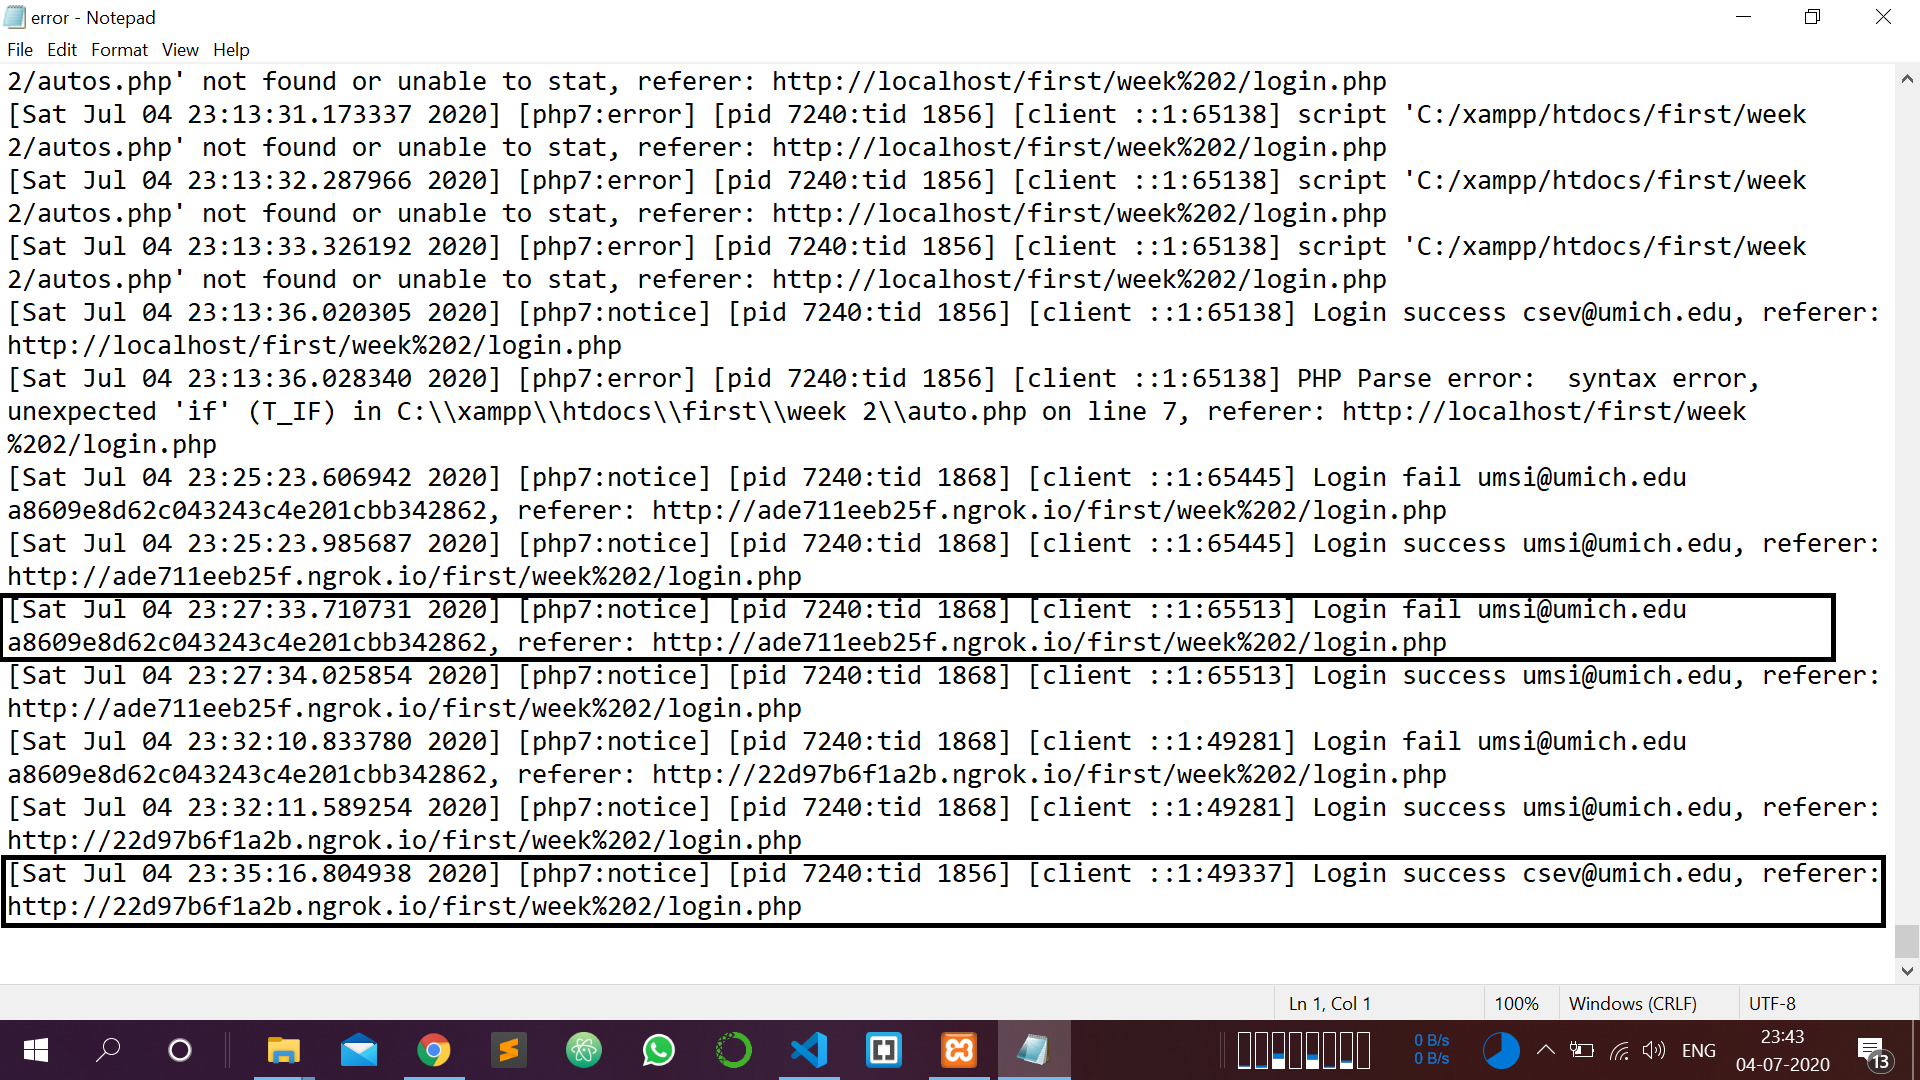 error - Notepad
File Edit Format View Help
2/autos.php' not found or unable to stat, referer: http://localhost/first/week%202/login.php
[Sat Jul 04 23:13:31.173337 2020] [php7:error] [pid 7240:tid 1856] [client ::1:65138] script 'C:/xampp/htdocs/first/week
2/autos.php' not found or unable to stat, referer: http://localhost/first/week%202/login.php
[Sat Jul 04 23:13:32.287966 2020] [php7:error] [pid 7240:tid 1856] [client ::1:65138] script 'C:/xampp/htdocs/first/week
2/autos.php' not found or unable to stat, referer: http://localhost/first/week%202/login.php
[Sat Jul 04 23:13:33.326192 2020] [php7:error] [pid 7240:tid 1856] [client ::1:65138] script 'C:/xampp/htdocs/first/week
2/autos.php' not found or unable to stat, referer: http://localhost/first/week%202/login.php
[Sat Jul 04 23:13:36.020305 2020] [php7:notice] [pid 7240:tid 1856] [client ::1:65138] Login success csev@umich.edu, referer:
http://localhost/first/week%202/login.php
[Sat Jul 04 23:13:36.028340 2020] [php7:error] [pid 7240:tid 1856] [client ::1:65138] PHP Parse error:  syntax error,
unexpected 'if' (T_IF) in C:\\xampp\\htdocs\\first\\week 2\\auto.php on line 7, referer: http://localhost/first/week
%202/login.php
[Sat Jul 04 23:25:23.606942 2020] [php7:notice] [pid 7240:tid 1868] [client ::1:65445] Login fail umsi@umich.edu
a8609e8d62c043243c4e201cbb342862, referer: http://ade711eeb25f.ngrok.io/first/week%202/login.php
[Sat Jul 04 23:25:23.985687 2020] [php7:notice] [pid 7240:tid 1868] [client ::1:65445] Login success umsi@umich.edu, referer:
http://ade711eeb25f.ngrok.io/first/week%202/login.php
[Sat Jul 04 23:27:33.710731 2020] [php7:notice] [pid 7240:tid 1868] [client ::1:65513] Login fail umsi@umich.edu
a8609e8d62c043243c4e201cbb342862, referer: http://ade711eeb25f.ngrok.io/first/week%202/login.php
[Sat Jul 04 23:27:34.025854 2020] [php7:notice] [pid 7240:tid 1868] [client ::1:65513] Login success umsi@umich.edu, referer:
http://ade711eeb25f.ngrok.io/first/week%202/login.php
[Sat Jul 04 23:32:10.833780 2020] [php7:notice] [pid 7240:tid 1868] [client ::1:49281] Login fail umsi@umich.edu
a8609e8d62c043243c4e201cbb342862, referer: http://22d97b6f1a2b.ngrok.io/first/week%202/login.php
[Sat Jul 04 23:32:11.589254 2020] [php7:notice] [pid 7240:tid 1868] [client ::1:49281] Login success umsi@umich.edu, referer:
http://22d97b6f1a2b.ngrok.io/first/week%202/login.php
[Sat Jul 04 23:35:16.804938 2020] [php7:notice] [pid 7240:tid 1856] [client ::1:49337] Login success csev@umich.edu, referer:
http://22d97b6f1a2b.ngrok.io/first/week%202/login.php
Ln 1, Col 1 100% Windows (CRLF) UTF-8
0 B/s
0 B/s
ENG
23:43
04-07-2020
13